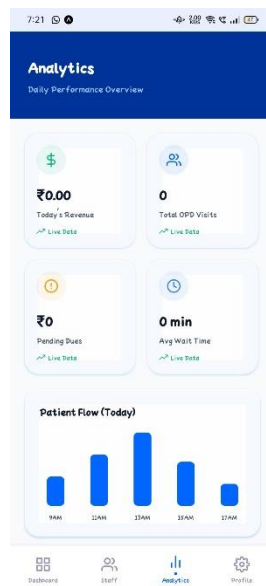 7:21
Analytics
Daily Performance Overview
₹0.00
Today's Revenue
Live Data
0
Total OPD Visits
Live Data
₹0
Pending Dues
Live Data
0 min
Avg Wait Time
Live Data
Patient Flow (Today)
9AM 11AM 13AM 15AM 17AM
Dashboard Staff Analytics Profile